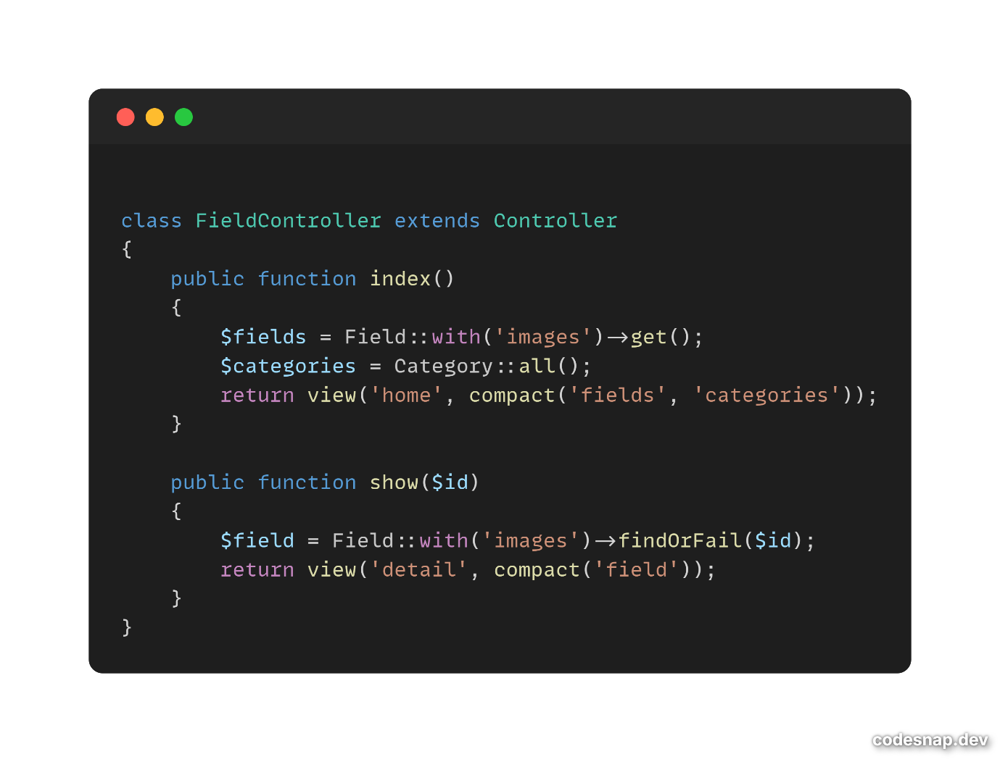 class FieldController extends Controller
{
    public function index()
    {
        $fields = Field::with('images')->get();
        $categories = Category::all();
        return view('home', compact('fields', 'categories'));
    }

    public function show($id)
    {
        $field = Field::with('images')->findOrFail($id);
        return view('detail', compact('field'));
    }
}
codesnap.dev